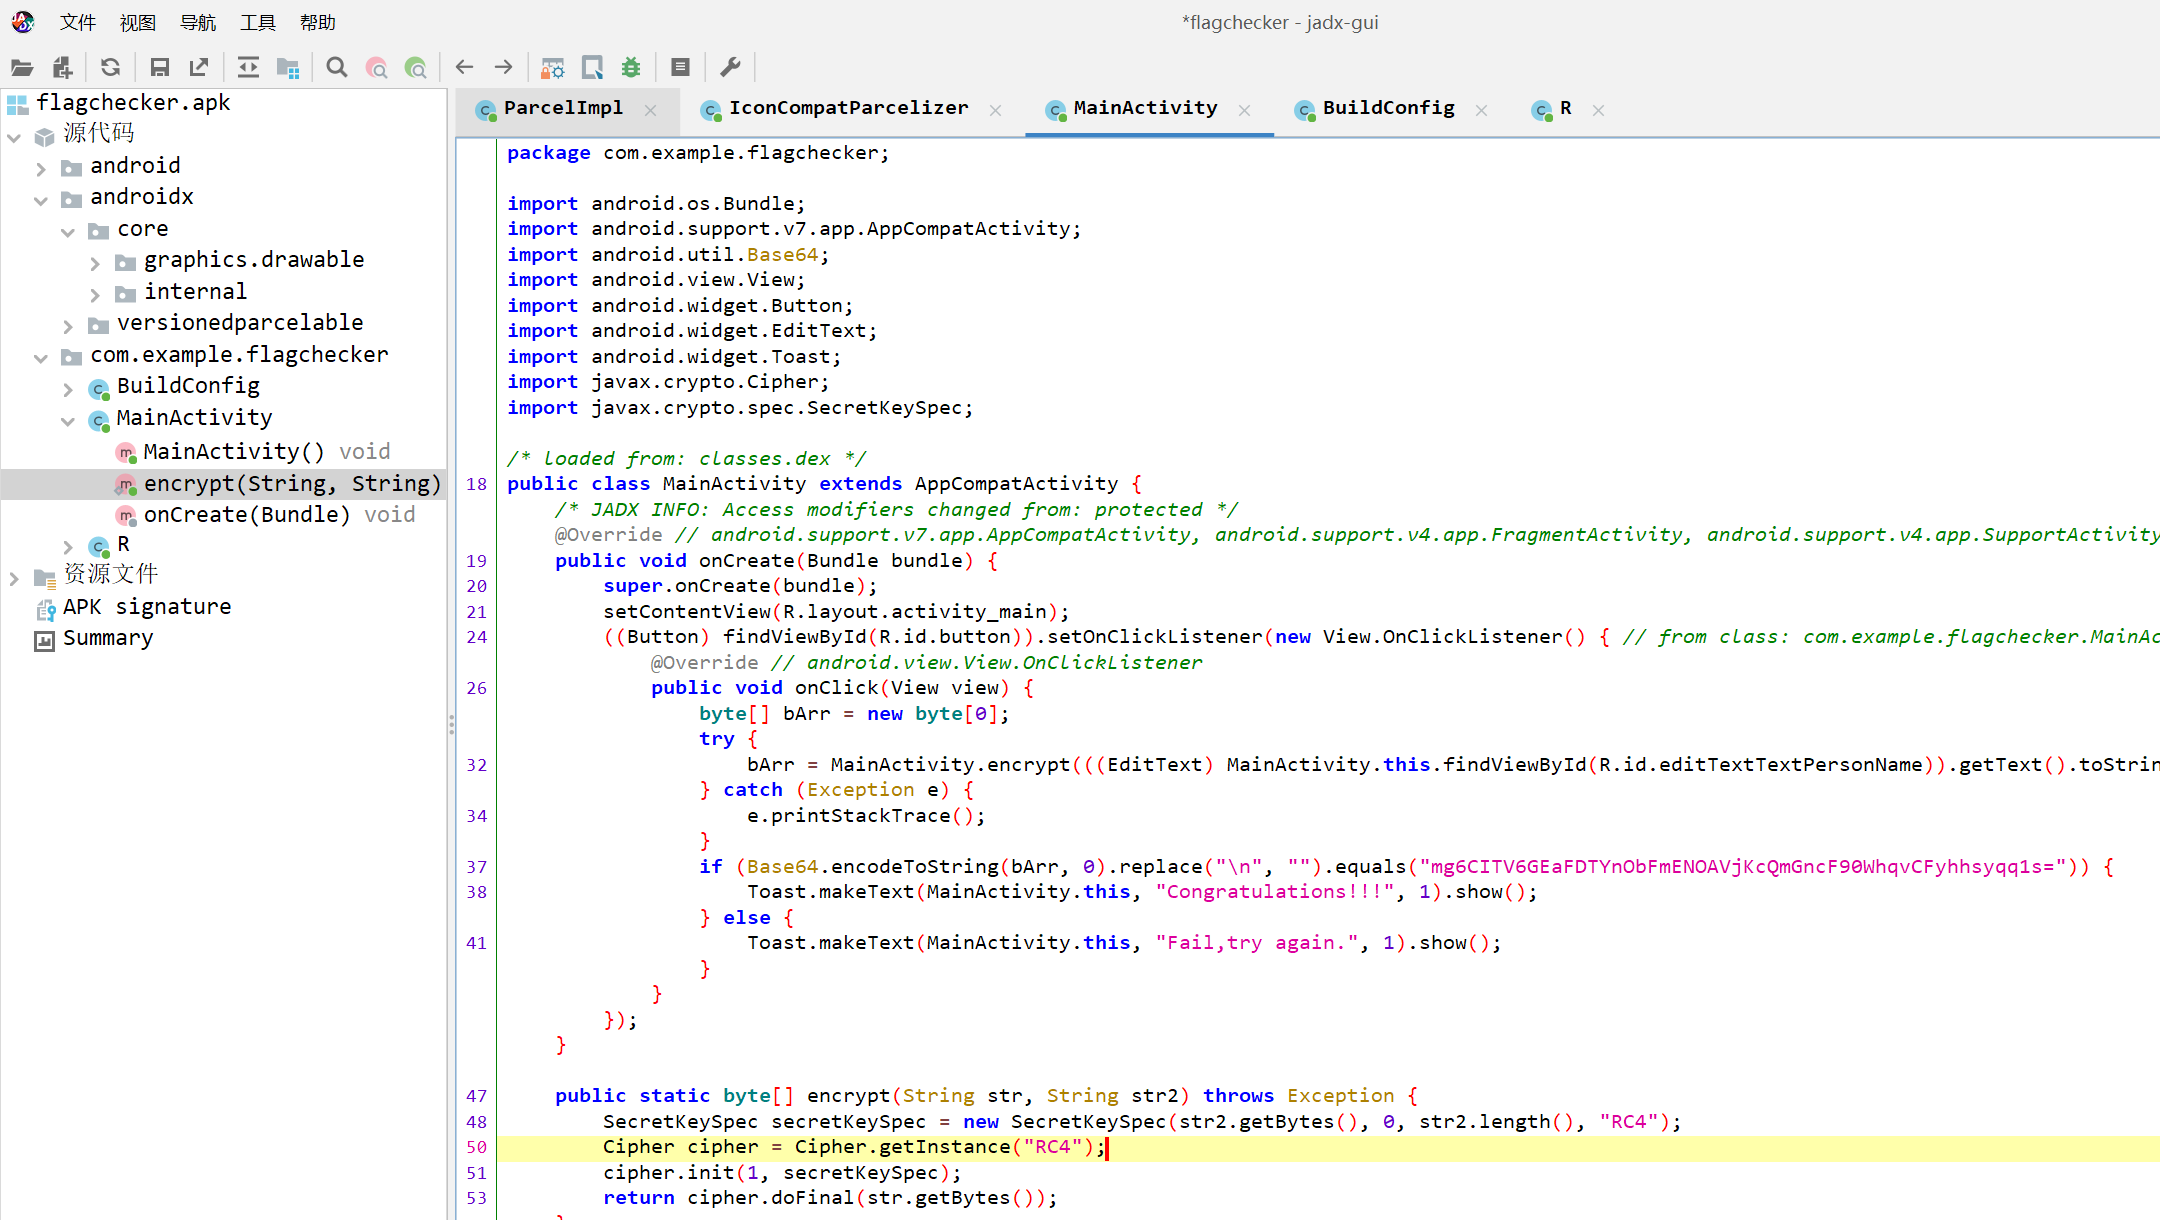 文件 视图 导航 工具 帮助
*flagchecker - jadx-gui
flagchecker.apk
源代码
android
androidx
core
graphics.drawable
internal
versionedparcelable
com.example.flagchecker
BuildConfig
MainActivity
MainActivity() void
encrypt(String, String)
onCreate(Bundle) void
R
资源文件
APK signature
Summary
ParcelImpl
IconCompatParcelizer
MainActivity
BuildConfig
R
package com.example.flagchecker;
import android.os.Bundle;
import android.support.v7.app.AppCompatActivity;
import android.util.Base64;
import android.view.View;
import android.widget.Button;
import android.widget.EditText;
import android.widget.Toast;
import javax.crypto.Cipher;
import javax.crypto.spec.SecretKeySpec;
/* loaded from: classes.dex */
18 public class MainActivity extends AppCompatActivity {
/* JADX INFO: Access modifiers changed from: protected */
@Override // android.support.v7.app.AppCompatActivity, android.support.v4.app.FragmentActivity, android.support.v4.app.SupportActivity
19 public void onCreate(Bundle bundle) {
20 super.onCreate(bundle);
21 setContentView(R.layout.activity_main);
24 ((Button) findViewById(R.id.button)).setOnClickListener(new View.OnClickListener() { // from class: com.example.flagchecker.MainAc
@Override // android.view.View.OnClickListener
26 public void onClick(View view) {
byte[] bArr = new byte[0];
try {
32 bArr = MainActivity.encrypt(((EditText) MainActivity.this.findViewById(R.id.editTextTextPersonName)).getText().toStrin
} catch (Exception e) {
34 e.printStackTrace();
}
37 if (Base64.encodeToString(bArr, 0).replace("\n", "").equals("mg6CITV6GEaFDTYnObFmENOAVjKcQmGncF90WhqvCFyhhsyqq1s=")) {
38 Toast.makeText(MainActivity.this, "Congratulations!!!", 1).show();
} else {
41 Toast.makeText(MainActivity.this, "Fail,try again.", 1).show();
}
}
});
}
47 public static byte[] encrypt(String str, String str2) throws Exception {
48 SecretKeySpec secretKeySpec = new SecretKeySpec(str2.getBytes(), 0, str2.length(), "RC4");
50 Cipher cipher = Cipher.getInstance("RC4");
51 cipher.init(1, secretKeySpec);
53 return cipher.doFinal(str.getBytes());